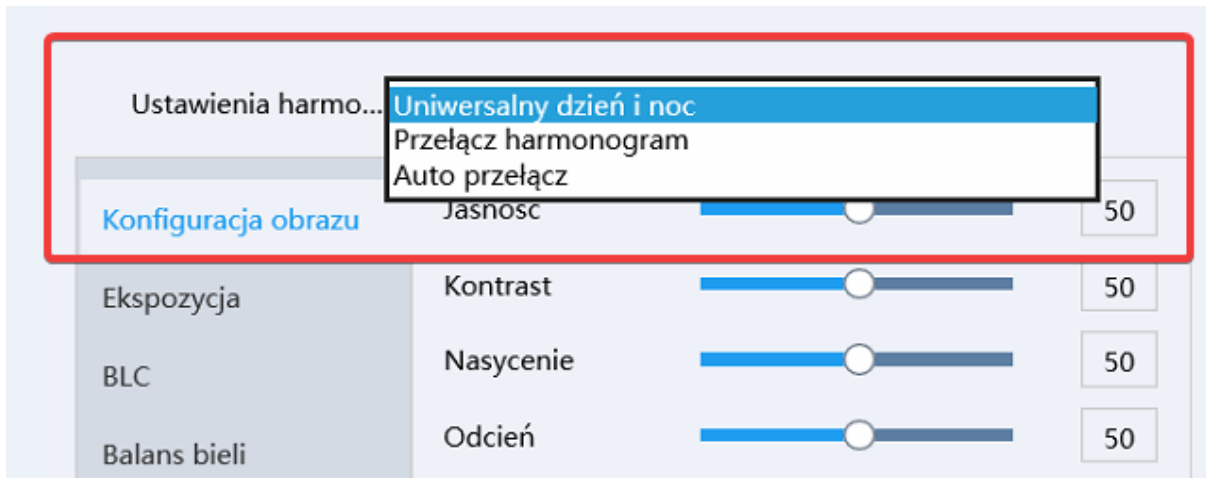 Ustawienia harmo... Uniwersalny dzień i noc
Przełącz harmonogram
Auto przełącz
Konfiguracja obrazu
Jasność 50
Ekspozycja
Kontrast 50
BLC
Nasycenie 50
Balans bieli
Odcień 50